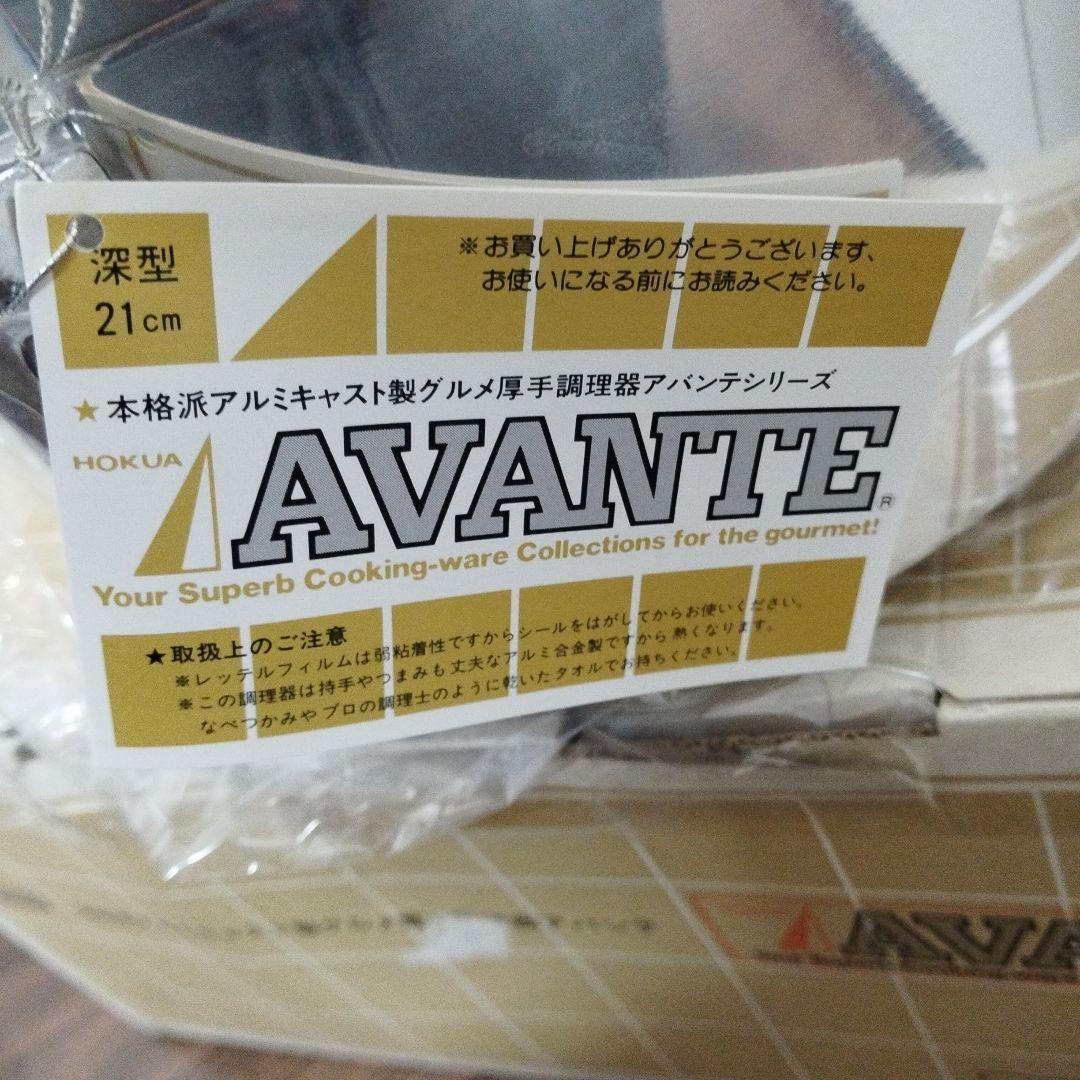 深型
21cm
※お買い上げありがとうございます、
お使いになる前にお読みください。
★本格派アルミキャスト製グルメ厚手調理器アバンテシリーズ
HOKUA
AVANTE®
Your Superb Cooking-ware Collections for the gourmet!
★取扱上のご注意
※レッテルフィルムは弱粘着性ですからシールをはがしてからお使いください。
※この調理器は持手やつまみも丈夫なアルミ合金製ですから熱くなります。
なべつかみやプロの調理士のように乾いたタオルでお持ちください。
AVA